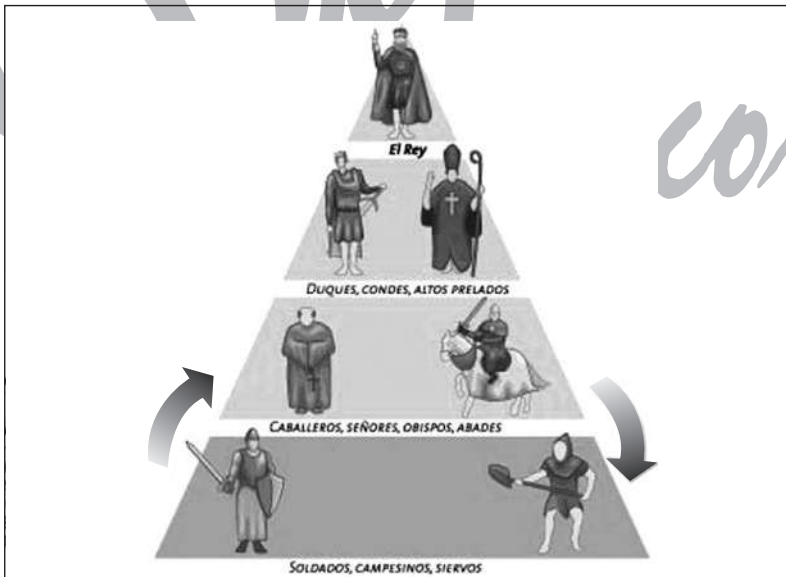 El Rey
DUQUES, CONDES, ALTOS PRELADOS
CABALLEROS, SEÑORES, OBISPOS, ABADES
SOLDADOS, CAMPESINOS, SIERVOS